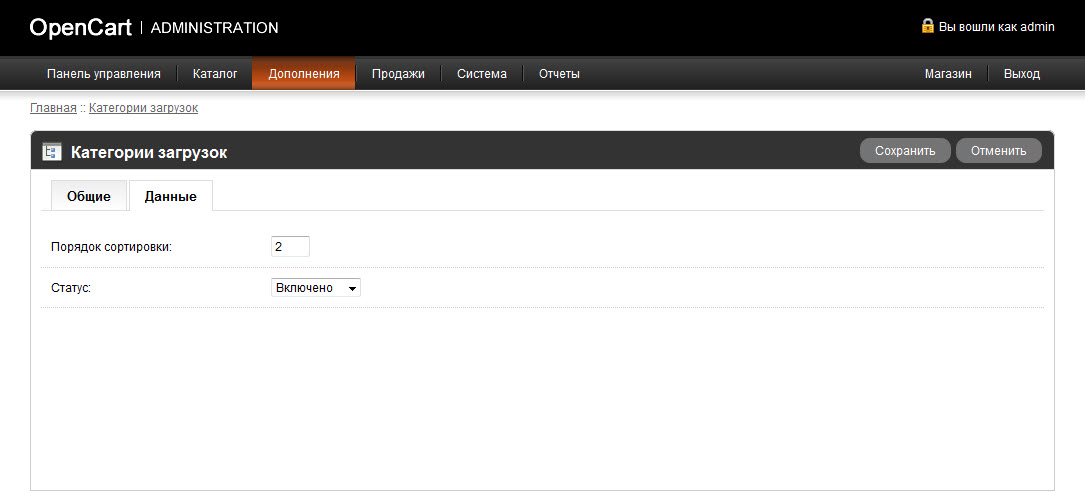 OpenCart | ADMINISTRATION
Вы вошли как admin
Панель управления Каталог Дополнения Продажи Система Отчеты Магазин Выход
Главная :: Категории загрузок
Категории загрузок Сохранить Отменить
Общие Данные
Порядок сортировки: 2
Статус: Включено